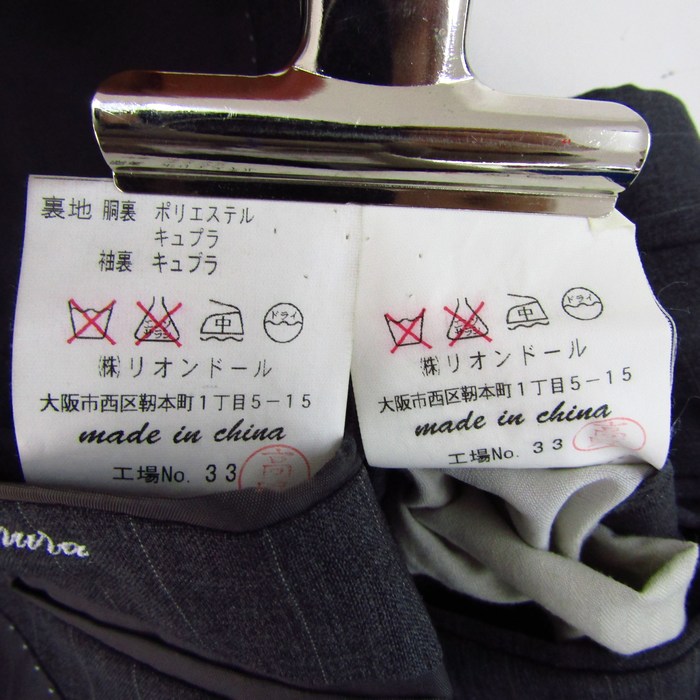 裏地 胴裏 ポリエステル
キュプラ
袖裏 キュプラ
中 ドライ
㈱リオンドール
大阪市西区靭本町1丁目5-15
made in china
工場No. 33
高
中 ドライ
㈱リオンドール
大阪市西区靭本町1丁目5-15
made in china
工場No. 33
高